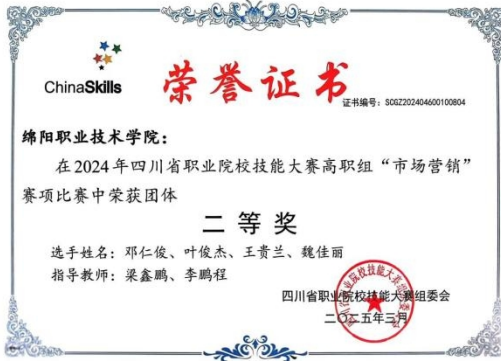 ChinaSkills
荣誉证书
证书编号：SCGZ202404600100804
绵阳职业技术学院：
在2024年四川省职业院校技能大赛高职组“市场营销”
赛项比赛中荣获团体
二等奖
选手姓名：邓仁俊、叶俊杰、王贵兰、魏佳丽
指导教师：梁鑫鹏、李鹏程
四川省职业院校技能大赛组委会
二〇二五年三月